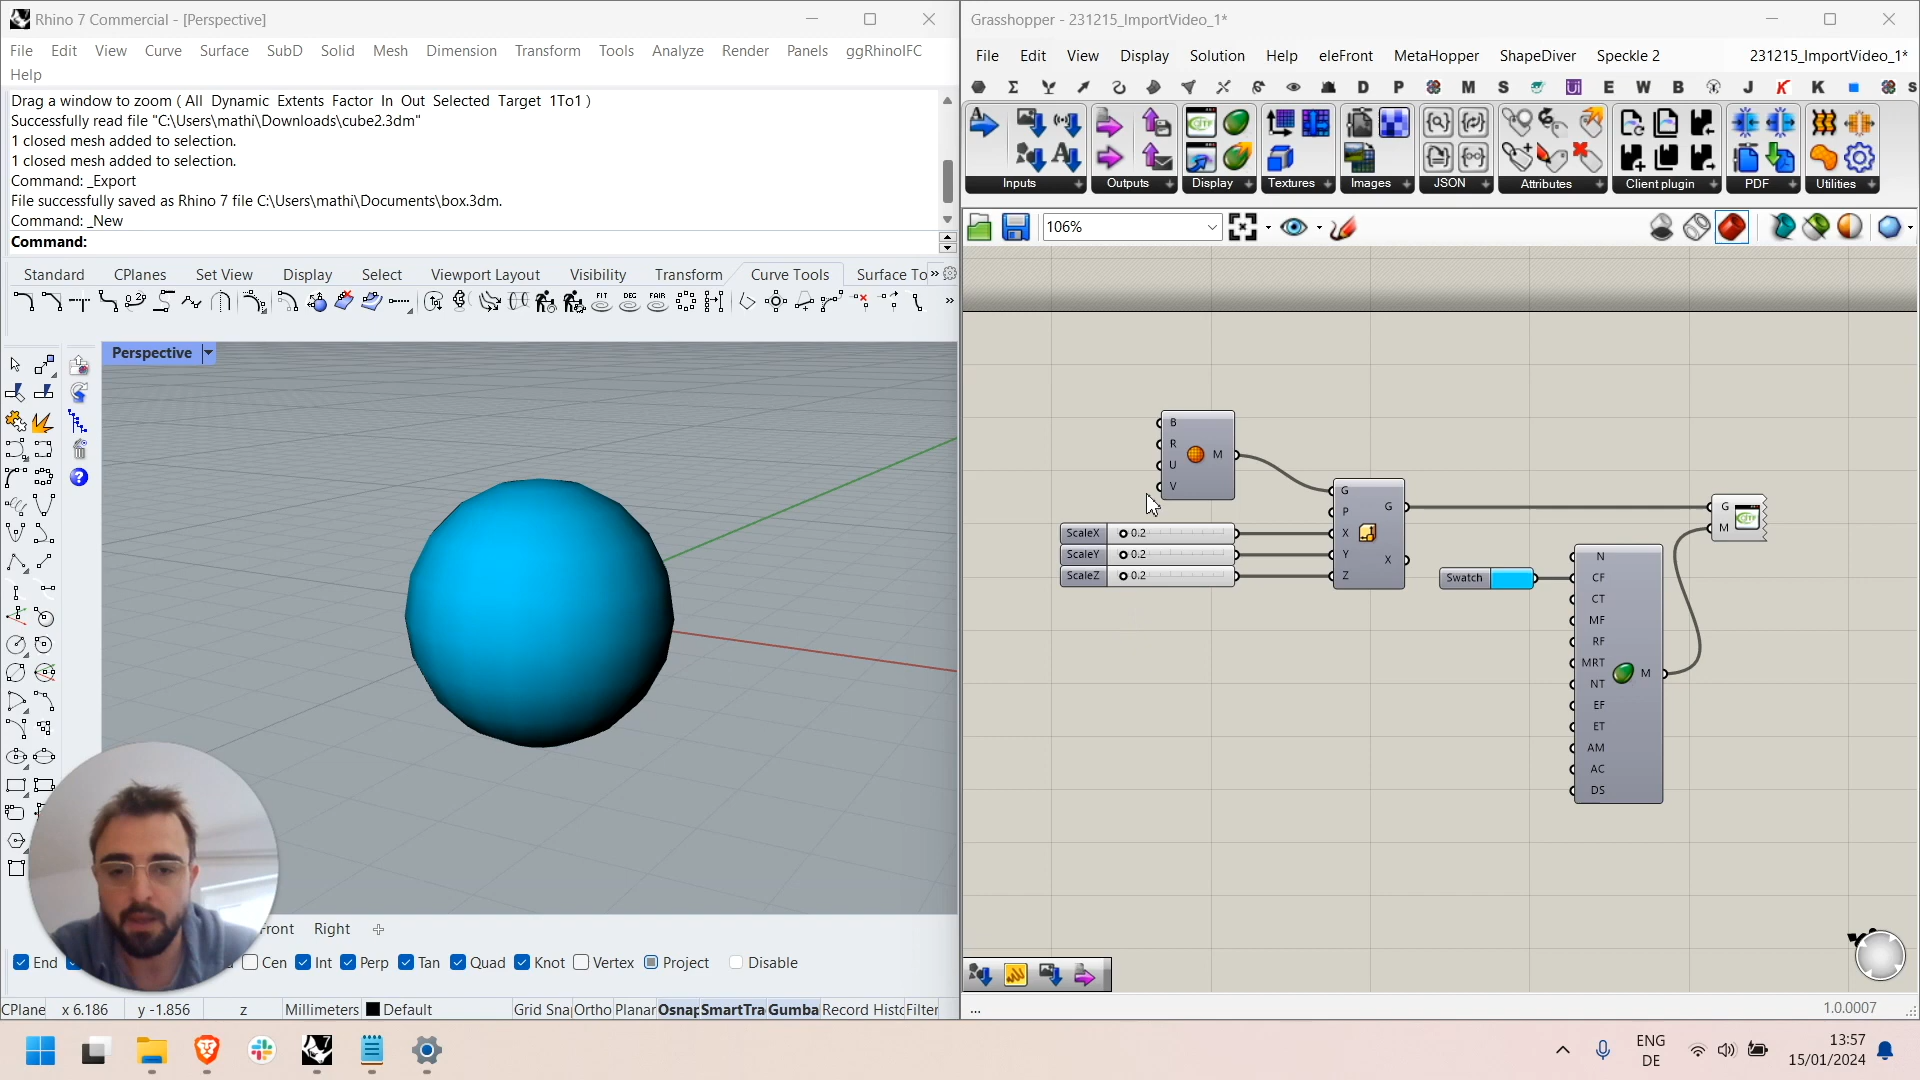 Rhino 7 Commercial - [Perspective]
File Edit View Curve Surface SubD Solid Mesh Dimension Transform Tools Analyze Render Panels ggRhinoIFC
Help
Drag a window to zoom ( All Dynamic Extents Factor In Out Selected Target 1To1 )
Successfully read file "C:\Users\mathi\Downloads\cube2.3dm"
1 closed mesh added to selection.
1 closed mesh added to selection.
Command: _Export
File successfully saved as Rhino 7 file C:\Users\mathi\Documents\box.3dm.
Command: _New
Command:
Standard CPlanes Set View Display Select Viewport Layout Visibility Transform Curve Tools Surface To
FIT DEG FAIR
Perspective
ront Right
End Cen Int Perp Tan Quad Knot Vertex Project Disable
CPlane x 6.186 y -1.856 z Millimeters Default Grid Sna Ortho Planar Osnap SmartTra Gumba Record Histo Filter
Grasshopper - 231215_ImportVideo_1*
File Edit View Display Solution Help eleFront MetaHopper ShapeDiver Speckle 2 231215_ImportVideo_1*
D P M S Ui E W B J K K S
Inputs Outputs Display Textures Images JSON Attributes Client plugin PDF Utilities
106%
B
R
U
V
M
ScaleX 0.2
ScaleY 0.2
ScaleZ 0.2
G
P
X
Y
Z
G
X
Swatch
N
CF
CT
MF
RF
MRT
NT
EF
ET
AM
AC
DS
M
G
M
glTF
...
1.0.0007
ENG
DE
13:57
15/01/2024